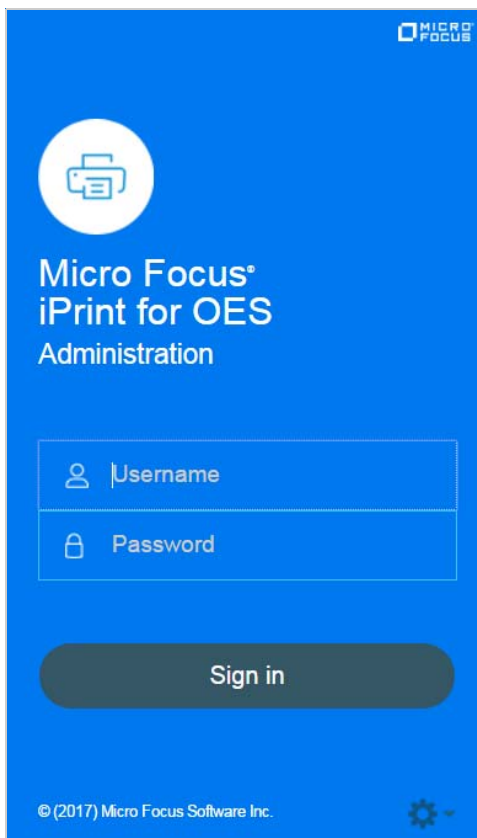 MICRO
FOCUS
Micro Focus®
iPrint for OES
Administration
Username
Password
Sign in
© (2017) Micro Focus Software Inc.